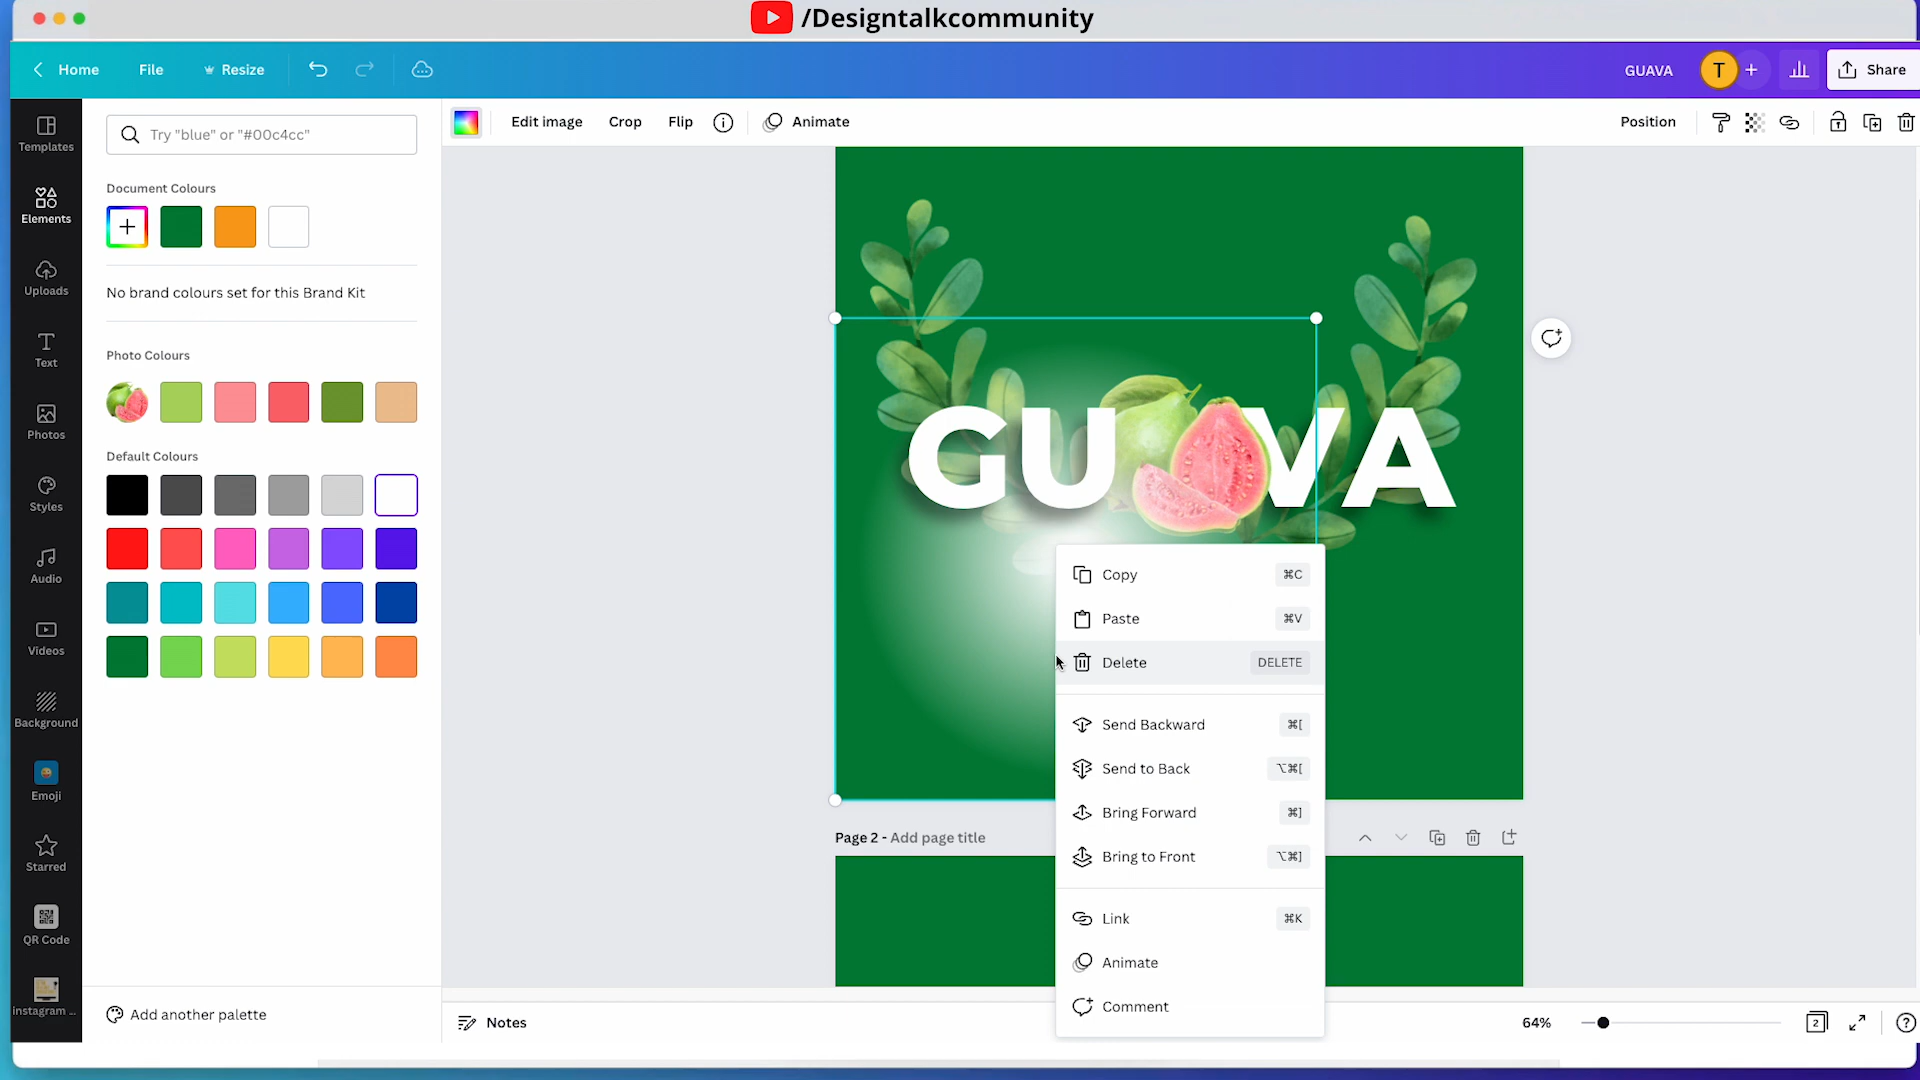 /Designtalkcommunity
Home
File
Resize
GUAVA
T
+
Share
Templates
Elements
Uploads
Text
Photos
Styles
Audio
Videos
Background
Emoji
Starred
QR Code
instagram ...
Try "blue" or "#00c4cc"
Document Colours
+
No brand colours set for this Brand Kit
Photo Colours
Default Colours
Add another palette
Edit image
Crop
Flip
Animate
Position
GU VA
Copy ⌘C
Paste ⌘V
Delete DELETE
Send Backward ⌘[
Send to Back ⌥⌘[
Bring Forward ⌘]
Bring to Front ⌥⌘]
Link ⌘K
Animate
Comment
Page 2 - Add page title
Notes
64%
2
?